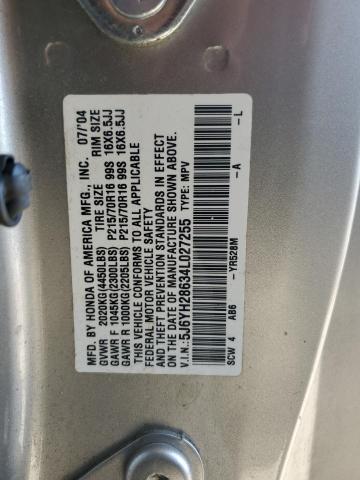 MFD. BY HONDA OF AMERICA MFG., INC. 07/'04
TIRE SIZE RIM SIZE
GVWR 2020KG(4450LBS)
GAWR F 1045KG(2320LBS) P215/70R16 99S 16X6.5JJ
GAWR R 1000KG(2205LBS) P215/70R16 99S 16X6.5JJ
THIS VEHICLE CONFORMS TO ALL APPLICABLE
FEDERAL MOTOR VEHICLE SAFETY
AND THEFT PREVENTION STANDARDS IN EFFECT
ON THE DATE OF MANUFACTURE SHOWN ABOVE.
V.I.N.: 5J6YH28634L027255 TYPE: MPV
SCW 4 AB6 -YR528M -A -L